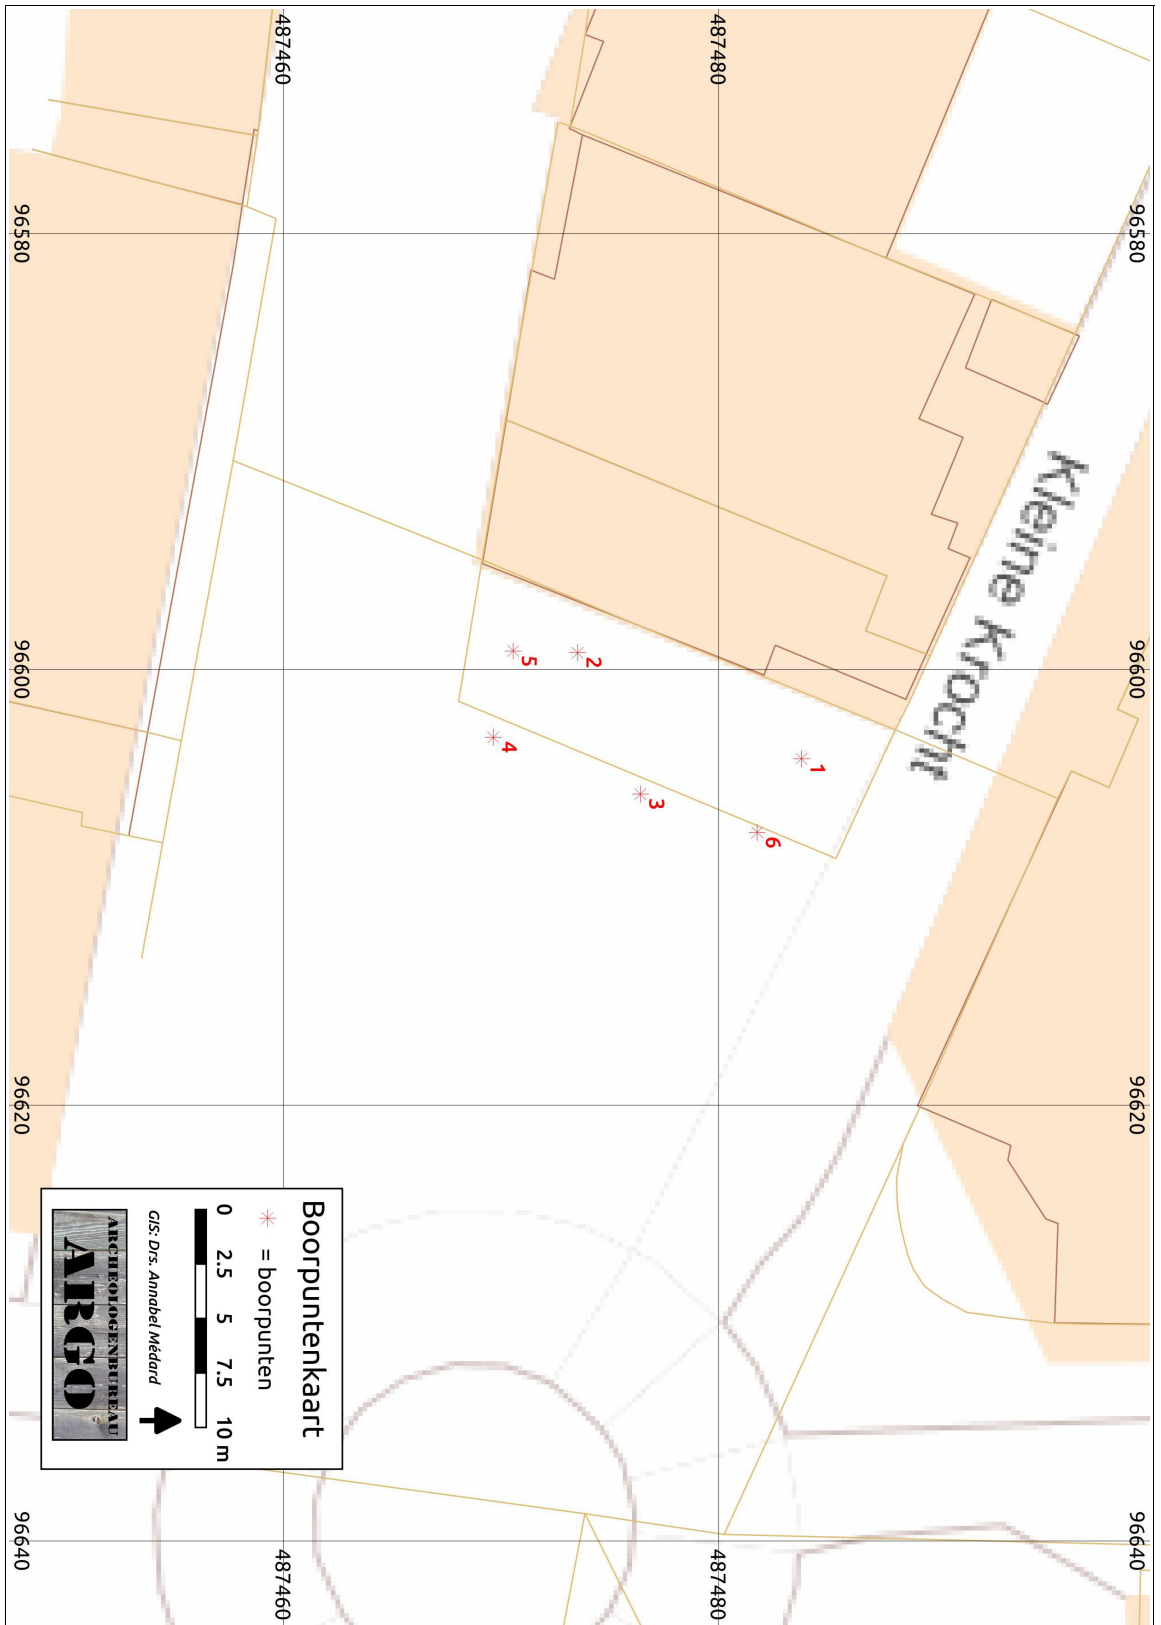 96580
96600
96620
96640
487480
487480
487460
487460
96580
96600
96620
96640
Kleine Krocht
1
2
3
4
5
6
Boorpuntenkaart
= boorpunten
0 2.5 5 7.5 10 m
GIS: Drs. Annabel Médard
ARCHEOLOGENBUREAU
ARGO